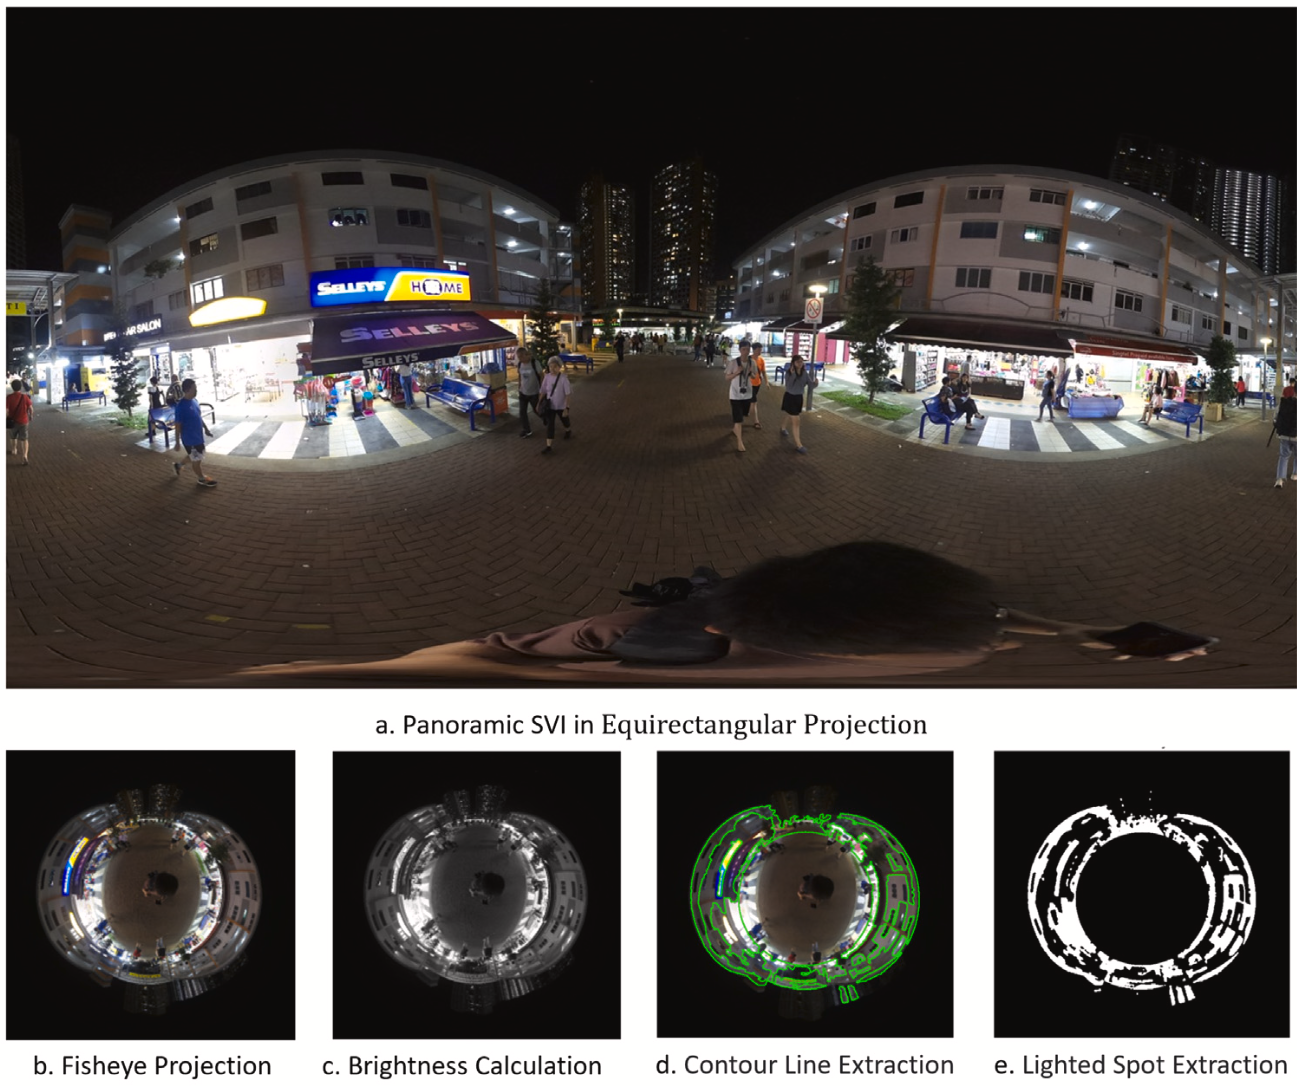 SELLEYS HOME
SELLEYS
SELLEYS
AR SALON
TI
a. Panoramic SVI in Equirectangular Projection
b. Fisheye Projection
c. Brightness Calculation
d. Contour Line Extraction
e. Lighted Spot Extraction